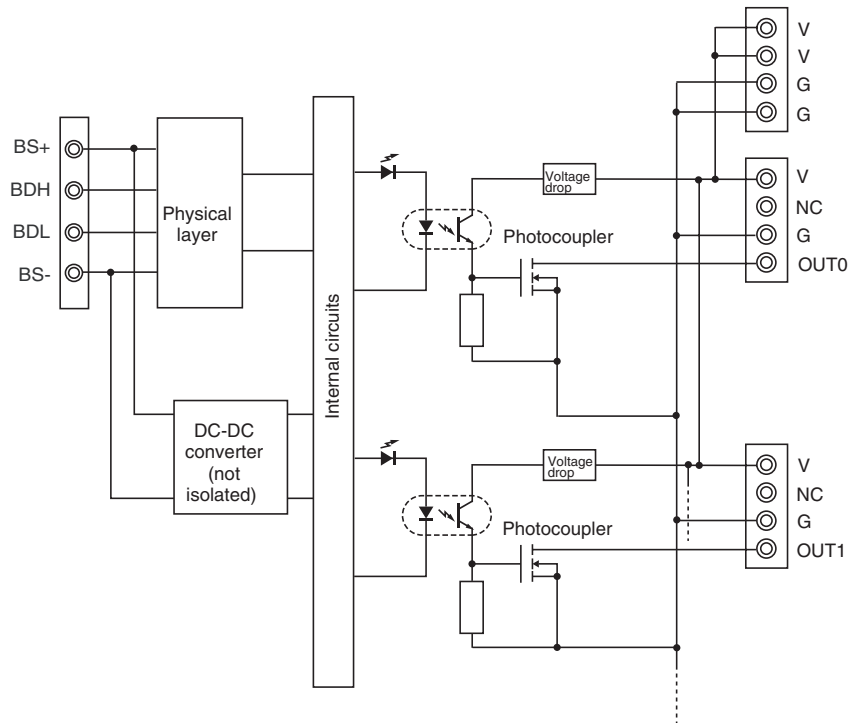 BS+
BDH
BDL
BS-
Physical
layer
DC-DC
converter
(not
isolated)
Internal circuits
Voltage
drop
Photocoupler
Voltage
drop
Photocoupler
V
V
G
G
V
NC
G
OUT0
V
NC
G
OUT1